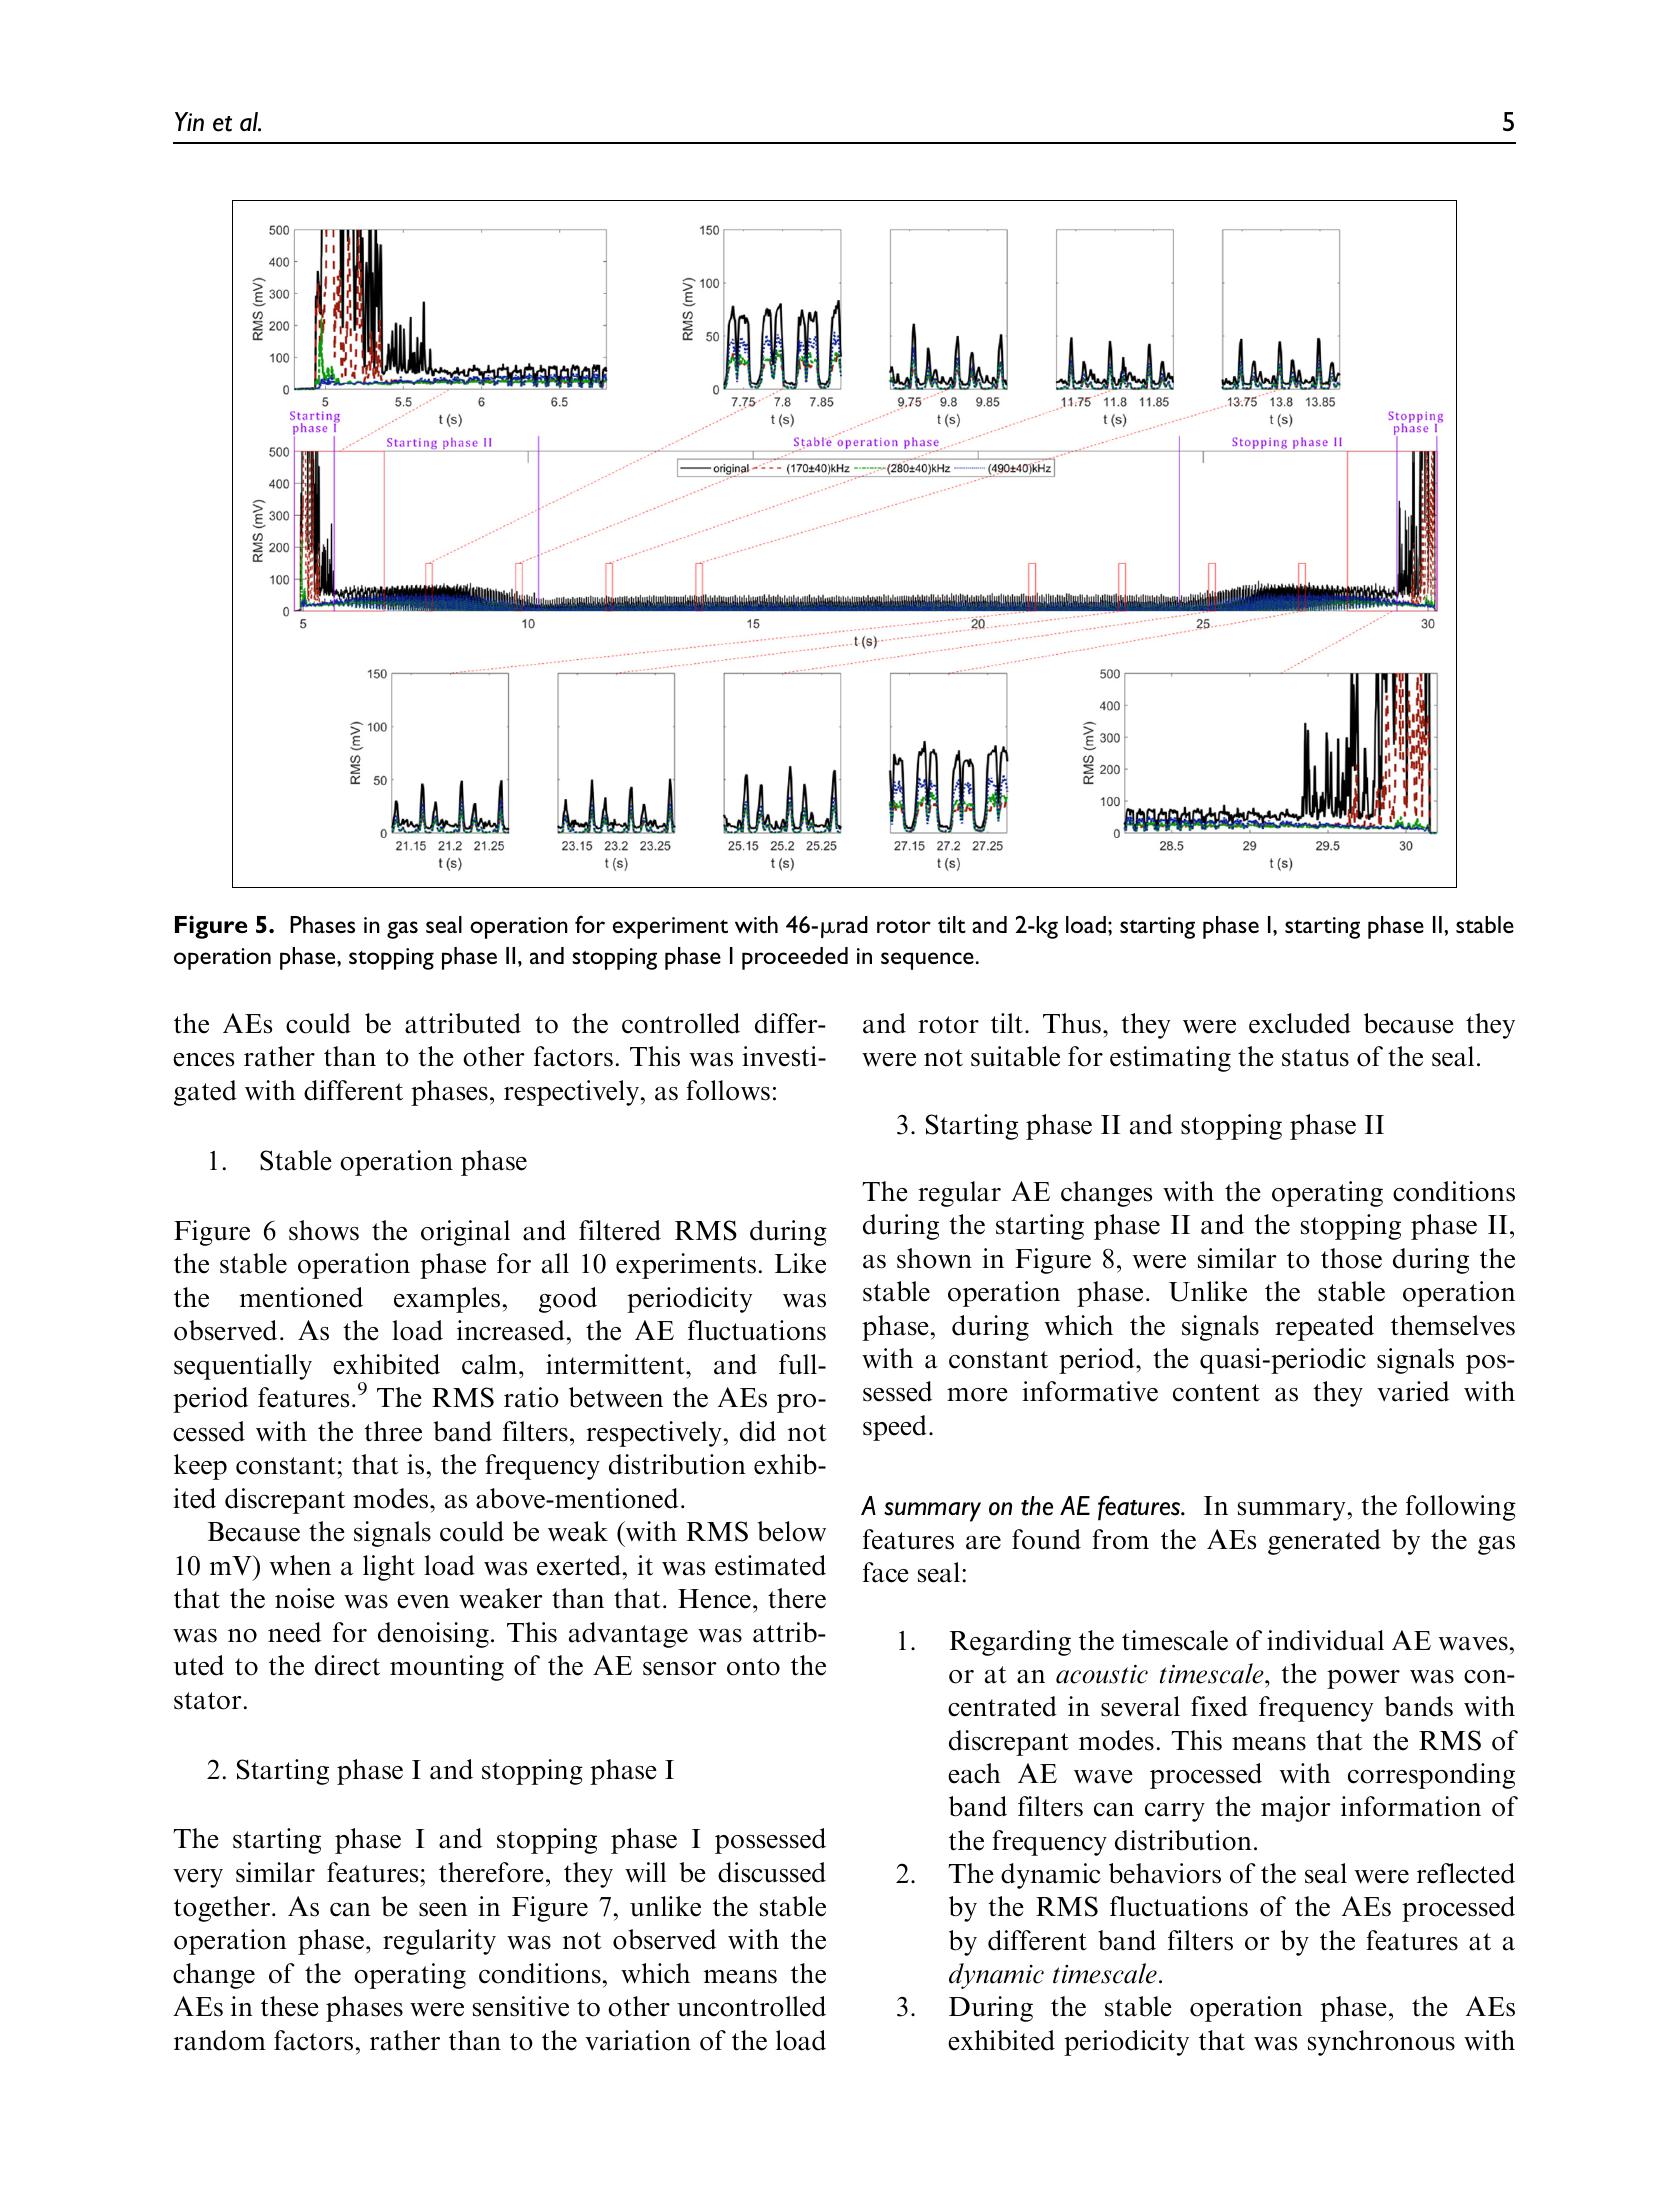 Yin et al.
5
500
400
300
200
100
0
RMS (mV)
5
5.5
6
6.5
t (s)
150
100
50
0
RMS (mV)
7.75 7.8 7.85
t (s)
9.75 9.8 9.85
t (s)
11.75 11.8 11.85
t (s)
13.75 13.8 13.85
t (s)
Starting
phase I
Starting phase II
Stable operation phase
Stopping phase II
Stopping
phase I
original (170±40)kHz (280±40)kHz (490±40)kHz
500
400
300
200
100
0
RMS (mV)
5
10
15
20
25
30
t (s)
150
100
50
0
RMS (mV)
21.15 21.2 21.25
t (s)
23.15 23.2 23.25
t (s)
25.15 25.2 25.25
t (s)
27.15 27.2 27.25
t (s)
500
400
300
200
100
0
RMS (mV)
28.5
29
29.5
30
t (s)
Figure 5. Phases in gas seal operation for experiment with 46-μrad rotor tilt and 2-kg load; starting phase I, starting phase II, stable
operation phase, stopping phase II, and stopping phase I proceeded in sequence.
the AEs could be attributed to the controlled differ-
ences rather than to the other factors. This was investi-
gated with different phases, respectively, as follows:
1. Stable operation phase
Figure 6 shows the original and filtered RMS during
the stable operation phase for all 10 experiments. Like
the mentioned examples, good periodicity was
observed. As the load increased, the AE fluctuations
sequentially exhibited calm, intermittent, and full-
period features.9 The RMS ratio between the AEs pro-
cessed with the three band filters, respectively, did not
keep constant; that is, the frequency distribution exhib-
ited discrepant modes, as above-mentioned.
Because the signals could be weak (with RMS below
10 mV) when a light load was exerted, it was estimated
that the noise was even weaker than that. Hence, there
was no need for denoising. This advantage was attrib-
uted to the direct mounting of the AE sensor onto the
stator.
2. Starting phase I and stopping phase I
The starting phase I and stopping phase I possessed
very similar features; therefore, they will be discussed
together. As can be seen in Figure 7, unlike the stable
operation phase, regularity was not observed with the
change of the operating conditions, which means the
AEs in these phases were sensitive to other uncontrolled
random factors, rather than to the variation of the load
and rotor tilt. Thus, they were excluded because they
were not suitable for estimating the status of the seal.
3. Starting phase II and stopping phase II
The regular AE changes with the operating conditions
during the starting phase II and the stopping phase II,
as shown in Figure 8, were similar to those during the
stable operation phase. Unlike the stable operation
phase, during which the signals repeated themselves
with a constant period, the quasi-periodic signals pos-
sessed more informative content as they varied with
speed.
A summary on the AE features. In summary, the following
features are found from the AEs generated by the gas
face seal:
1. Regarding the timescale of individual AE waves,
or at an acoustic timescale, the power was con-
centrated in several fixed frequency bands with
discrepant modes. This means that the RMS of
each AE wave processed with corresponding
band filters can carry the major information of
the frequency distribution.
2. The dynamic behaviors of the seal were reflected
by the RMS fluctuations of the AEs processed
by different band filters or by the features at a
dynamic timescale.
3. During the stable operation phase, the AEs
exhibited periodicity that was synchronous with